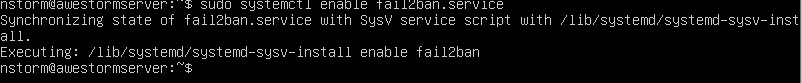 nstorm@awestormserver:~$ sudo systemctl enable fail2ban.service
Synchronizing state of fail2ban.service with SysV service script with /lib/systemd/systemd-sysv-inst
all.
Executing: /lib/systemd/systemd-sysv-install enable fail2ban
nstorm@awestormserver:~$